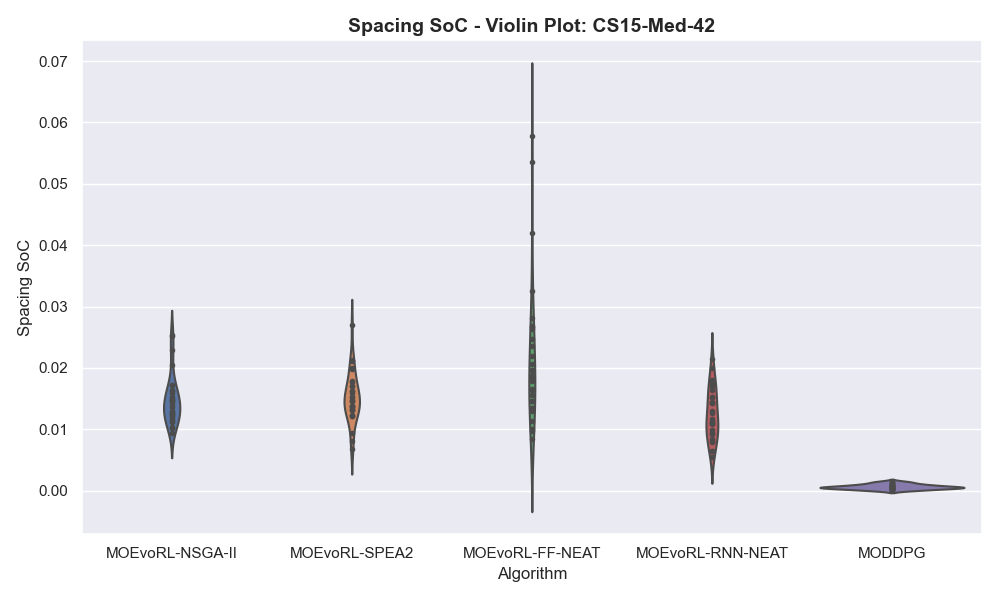 Spacing SoC - Violin Plot: CS15-Med-42
0.07
0.06
0.05
0.04
0.03
0.02
0.01
0.00
Spacing SoC
MOEvoRL-NSGA-II MOEvoRL-SPEA2 MOEvoRL-FF-NEAT MOEvoRL-RNN-NEAT MODDPG
Algorithm